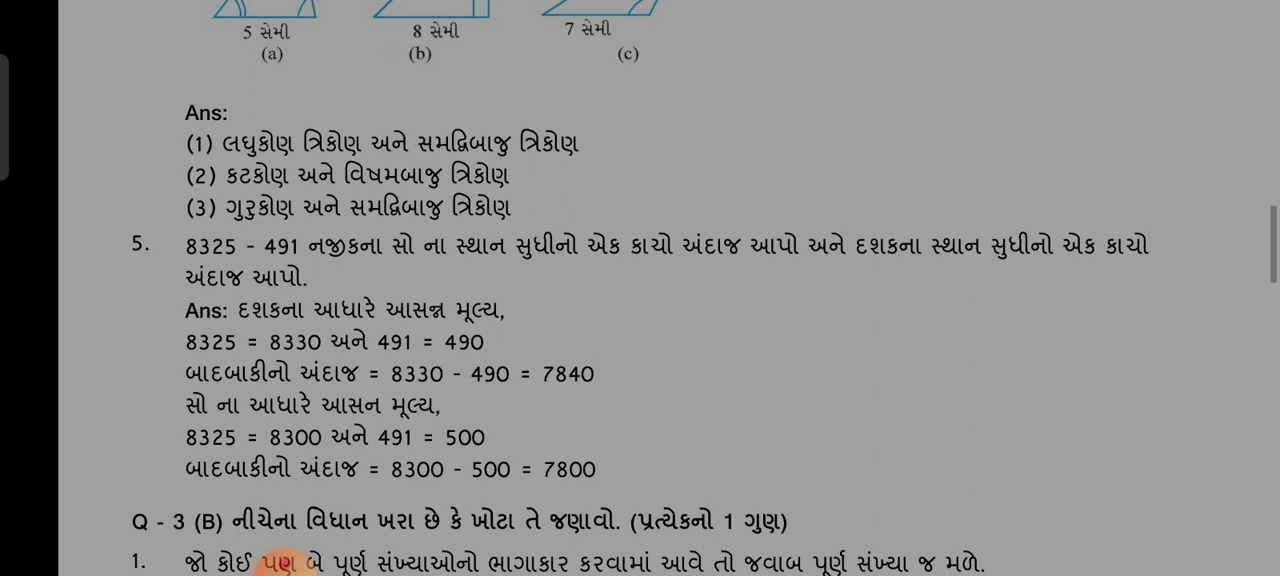 5 સેમી 8 સેમી 7 સેમી
(a) (b) (c)
Ans:
(1) લઘુકોણ ત્રિકોણ અને સમદ્વિબાજુ ત્રિકોણ
(2) કટકોણ અને વિષમબાજુ ત્રિકોણ
(3) ગુરુકોણ અને સમદ્વિબાજુ ત્રિકોણ
5. 8325 - 491 નજીકના સો ના સ્થાન સુધીનો એક કાચો અંદાજ આપો અને દશકના સ્થાન સુધીનો એક કાચો
અંદાજ આપો.
Ans: દશકના આધારે આસન્ન મૂલ્ય,
8325 = 8330 અને 491 = 490
બાદબાકીનો અંદાજ = 8330 - 490 = 7840
સો ના આધારે આસન મૂલ્ય,
8325 = 8300 અને 491 = 500
બાદબાકીનો અંદાજ = 8300 - 500 = 7800
Q - 3 (B) નીચેના વિધાન ખરા છે કે ખોટા તે જણાવો. (પ્રત્યેકનો 1 ગુણ)
1. જો કોઈ પણ બે પૂર્ણ સંખ્યાઓનો ભાગાકાર કરવામાં આવે તો જવાબ પૂર્ણ સંખ્યા જ મળે.